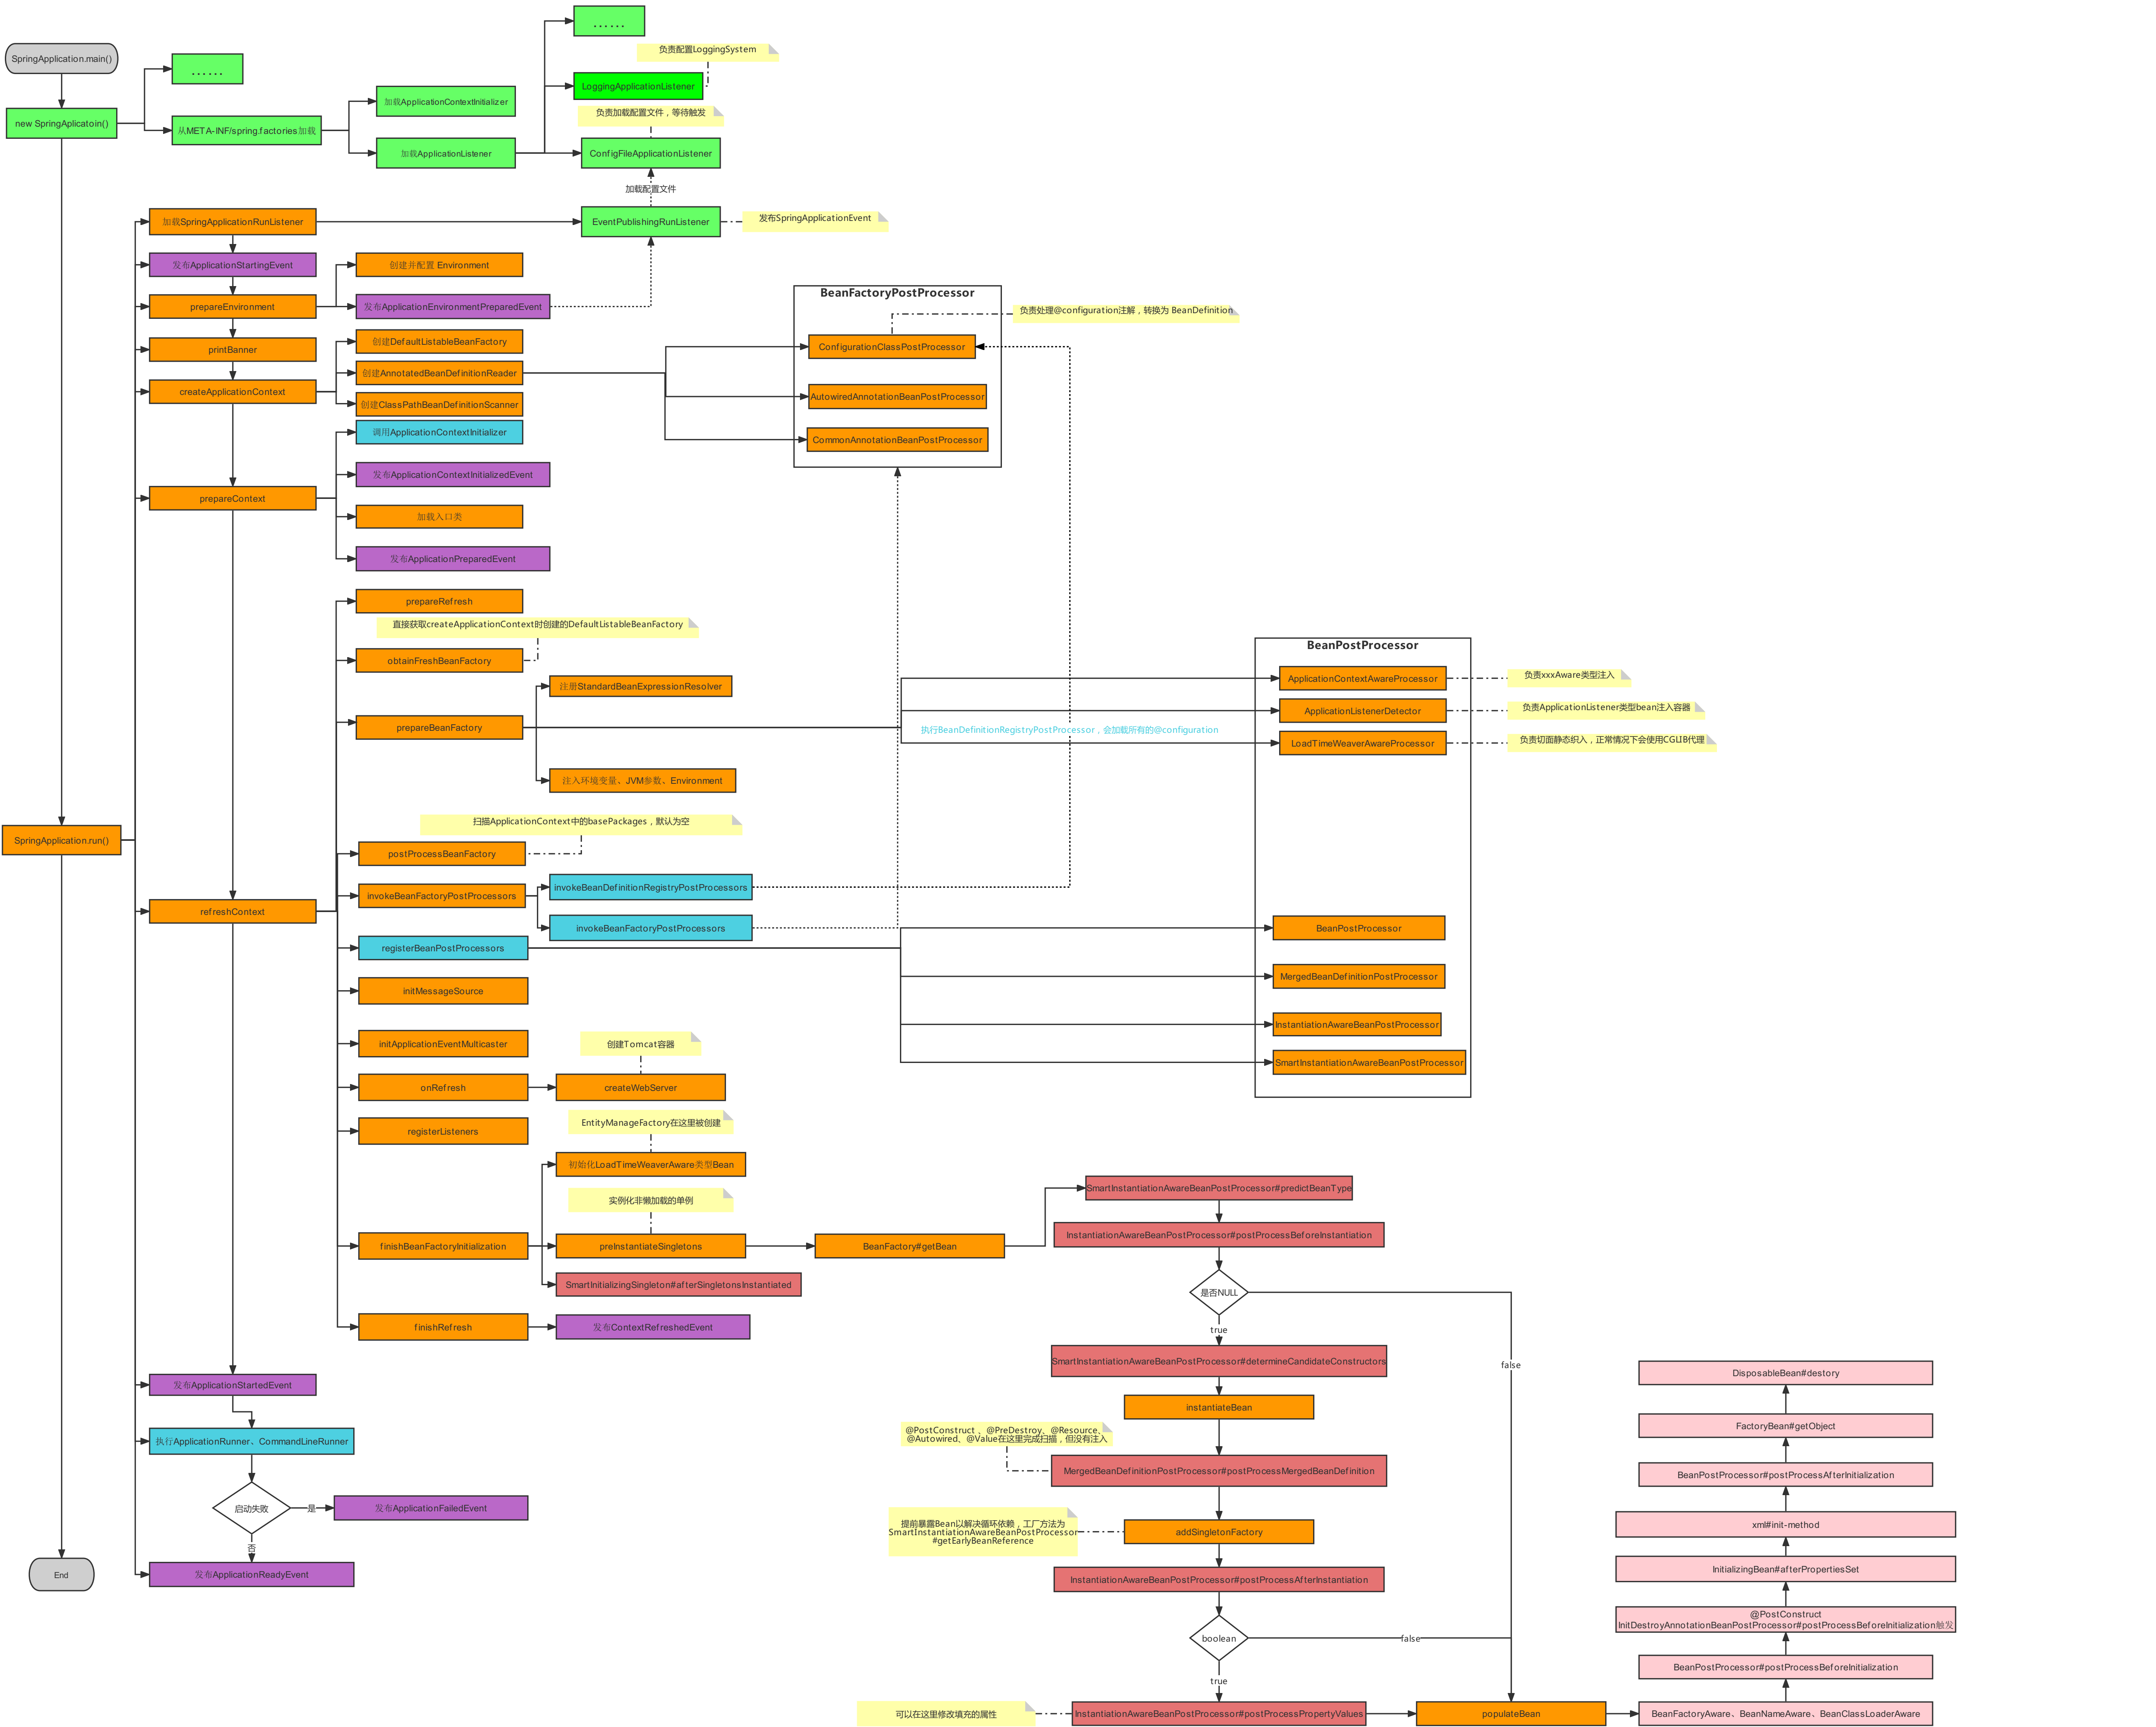 SpringApplication.main()
new SpringAplicatoin()
......
从META-INF/spring.factories加载
加载ApplicationContextInitializer
加载ApplicationListener
......
负责配置LoggingSystem
LoggingApplicationListener
负责加载配置文件，等待触发
ConfigFileApplicationListener
加载配置文件
加载SpringApplicationRunListener
EventPublishingRunListener
发布SpringApplicationEvent
发布ApplicationStartingEvent
创建并配置 Environment
prepareEnvironment
发布ApplicationEnvironmentPreparedEvent
printBanner
创建DefaultListableBeanFactory
创建AnnotatedBeanDefinitionReader
createApplicationContext
创建ClassPathBeanDefinitionScanner
BeanFactoryPostProcessor
负责处理@configuration注解，转换为 BeanDefinition
ConfigurationClassPostProcessor
AutowiredAnnotationBeanPostProcessor
CommonAnnotationBeanPostProcessor
调用ApplicationContextInitializer
发布ApplicationContextInitializedEvent
prepareContext
加载入口类
发布ApplicationPreparedEvent
prepareRefresh
直接获取createApplicationContext时创建的DefaultListableBeanFactory
obtainFreshBeanFactory
注册StandardBeanExpressionResolver
prepareBeanFactory
注入环境变量、JVM参数、Environment
执行BeanDefinitionRegistryPostProcessor，会加载所有的@configuration
BeanPostProcessor
ApplicationContextAwareProcessor
负责xxxAware类型注入
ApplicationListenerDetector
负责ApplicationListener类型bean注入容器
LoadTimeWeaverAwareProcessor
负责切面静态织入，正常情况下会使用CGLIB代理
SpringApplication.run()
扫描ApplicationContext中的basePackages，默认为空
postProcessBeanFactory
invokeBeanFactoryPostProcessors
invokeBeanDefinitionRegistryPostProcessors
invokeBeanFactoryPostProcessors
refreshContext
registerBeanPostProcessors
BeanPostProcessor
MergedBeanDefinitionPostProcessor
InstantiationAwareBeanPostProcessor
SmartInstantiationAwareBeanPostProcessor
initMessageSource
initApplicationEventMulticaster
创建Tomcat容器
onRefresh
createWebServer
registerListeners
EntityManageFactory在这里被创建
初始化LoadTimeWeaverAware类型Bean
实例化非懒加载的单例
finishBeanFactoryInitialization
preInstantiateSingletons
BeanFactory#getBean
SmartInitializingSingleton#afterSingletonsInstantiated
finishRefresh
发布ContextRefreshedEvent
SmartInstantiationAwareBeanPostProcessor#predictBeanType
InstantiationAwareBeanPostProcessor#postProcessBeforeInstantiation
是否NULL
true
false
SmartInstantiationAwareBeanPostProcessor#determineCandidateConstructors
instantiateBean
@PostConstruct 、@PreDestroy、@Resource、
@Autowired、@Value在这里完成扫描，但没有注入
MergedBeanDefinitionPostProcessor#postProcessMergedBeanDefinition
提前暴露Bean以解决循环依赖，工厂方法为
SmartInstantiationAwareBeanPostProcessor
#getEarlyBeanReference
addSingletonFactory
InstantiationAwareBeanPostProcessor#postProcessAfterInstantiation
boolean
false
true
可以在这里修改填充的属性
InstantiationAwareBeanPostProcessor#postProcessPropertyValues
populateBean
DisposableBean#destory
FactoryBean#getObject
BeanPostProcessor#postProcessAfterInitialization
xml#init-method
InitializingBean#afterPropertiesSet
@PostConstruct
InitDestroyAnnotationBeanPostProcessor#postProcessBeforeInitialization触发
BeanPostProcessor#postProcessBeforeInitialization
BeanFactoryAware、BeanNameAware、BeanClassLoaderAware
发布ApplicationStartedEvent
执行ApplicationRunner、CommandLineRunner
启动失败
是
发布ApplicationFailedEvent
否
发布ApplicationReadyEvent
End